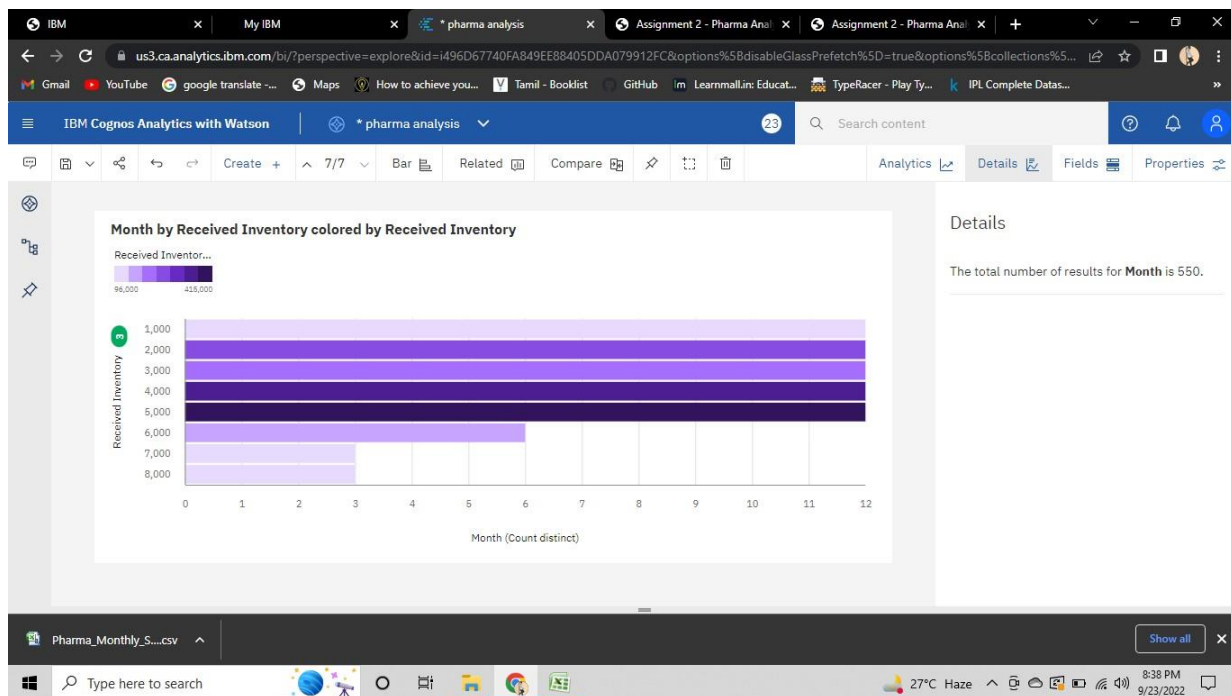 IBM
My IBM
* pharma analysis
Assignment 2 - Pharma Anal
Assignment 2 - Pharma Anal
us3.ca.analytics.ibm.com/bi/?perspective=explore&id=i496D67740FA849EE88405DDA079912FC&options%5BdisableGlassPrefetch%5D=true&options%5Bcollections%5...
Gmail YouTube google translate -... Maps How to achieve you... Tamil - Booklist GitHub Learnmall.in: Educat... TypeRacer - Play Ty... IPL Complete Datas... »
IBM Cognos Analytics with Watson * pharma analysis 23 Search content
Create + 7/7 Bar Related Compare Analytics Details Fields Properties
Month by Received Inventory colored by Received Inventory
Received Inventor...
96,000 418,000
3
Received Inventory
1,000
2,000
3,000
4,000
5,000
6,000
7,000
8,000
0 1 2 3 4 5 6 7 8 9 10 11 12
Month (Count distinct)
Details
The total number of results for Month is 550.
Pharma_Monthly_S....csv Show all
Type here to search 27°C Haze 8:38 PM
9/23/2022